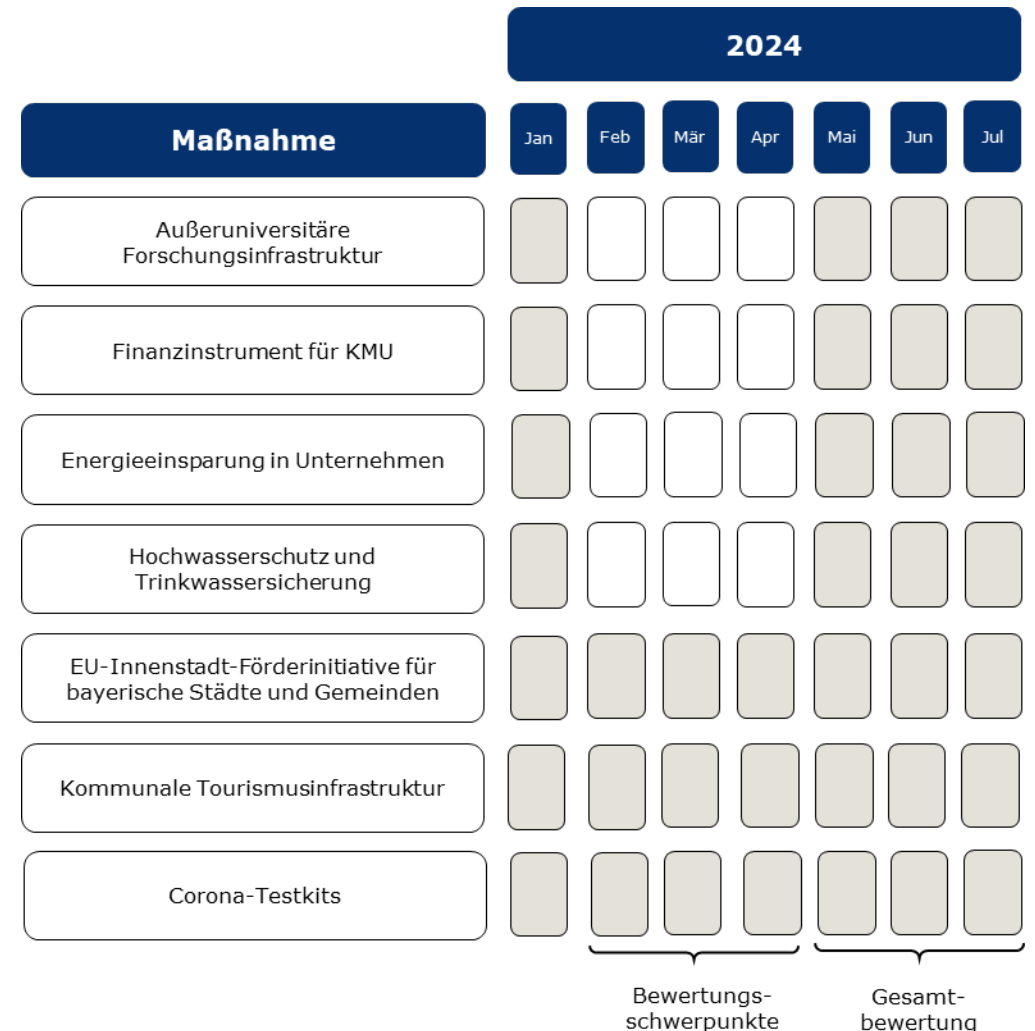 2024
Maßnahme
Jan
Feb
Mär
Apr
Mai
Jun
Jul
Außeruniversitäre
Forschungsinfrastruktur
Finanzinstrument für KMU
Energieeinsparung in Unternehmen
Hochwasserschutz und
Trinkwassersicherung
EU-Innenstadt-Förderinitiative für
bayerische Städte und Gemeinden
Kommunale Tourismusinfrastruktur
Corona-Testkits
Bewertungs-
schwerpunkte
Gesamt-
bewertung